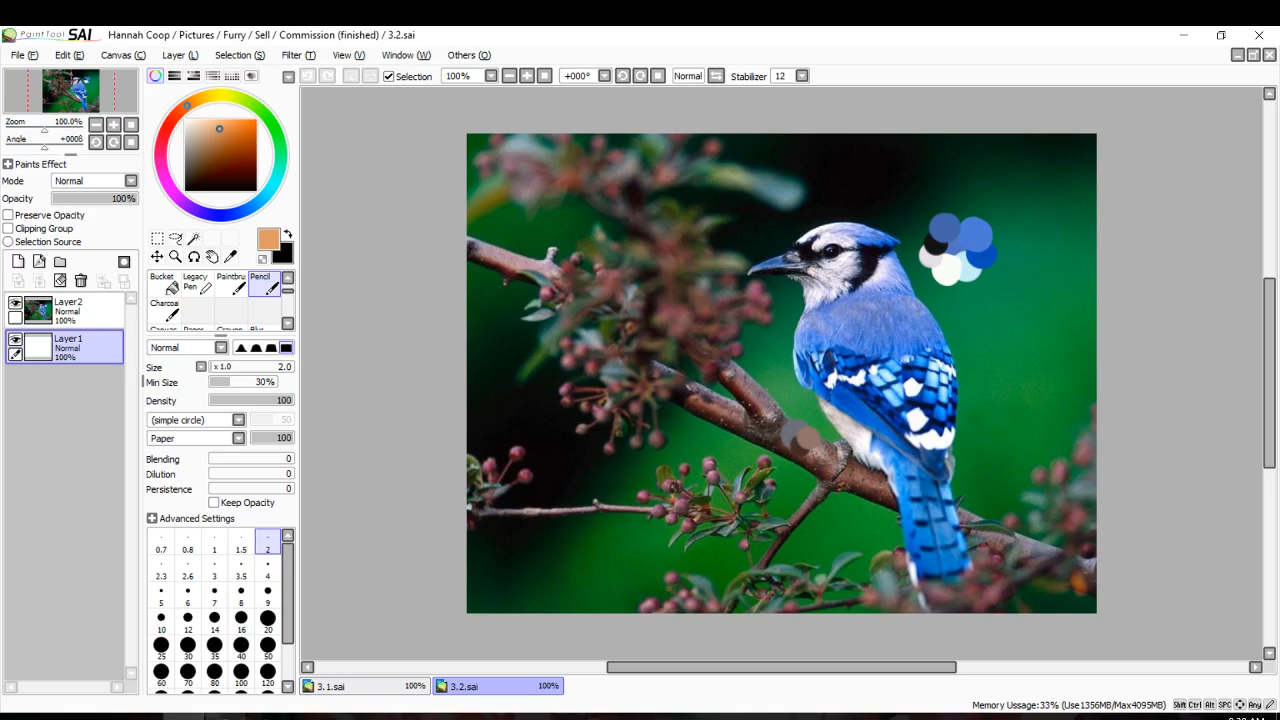 PaintTool SAI Hannah Coop / Pictures / Furry / Sell / Commission (finished) / 3.2.sai
File (F) Edit (E) Canvas (C) Layer (L) Selection (S) Filter (T) View (V) Window (W) Others (O)
Selection 100% +000° Normal Stabilizer 12
Zoom 100.0%
Angle +000ß
Paints Effect
Mode Normal
Opacity 100%
Preserve Opacity
Clipping Group
Selection Source
Layer2
Normal
100%
Layer1
Normal
100%
Bucket Legacy Pen Paintbru Pencil
Charcoa
Normal
Size x 1.0 2.0
Min Size 30%
Density 100
(simple circle) 50
Paper 100
Blending 0
Dilution 0
Persistence 0
Keep Opacity
Advanced Settings
0.7 0.8 1 1.5 2
2.3 2.6 3 3.5 4
5 6 7 8 9
10 12 14 16 20
25 30 35 40 50
60 70 80 100 120
3.1.sai 100% 3.2.sai 100%
Memory Usage:33% (Use1356MB/Max4095MB) Shift Ctrl Alt SPC Any